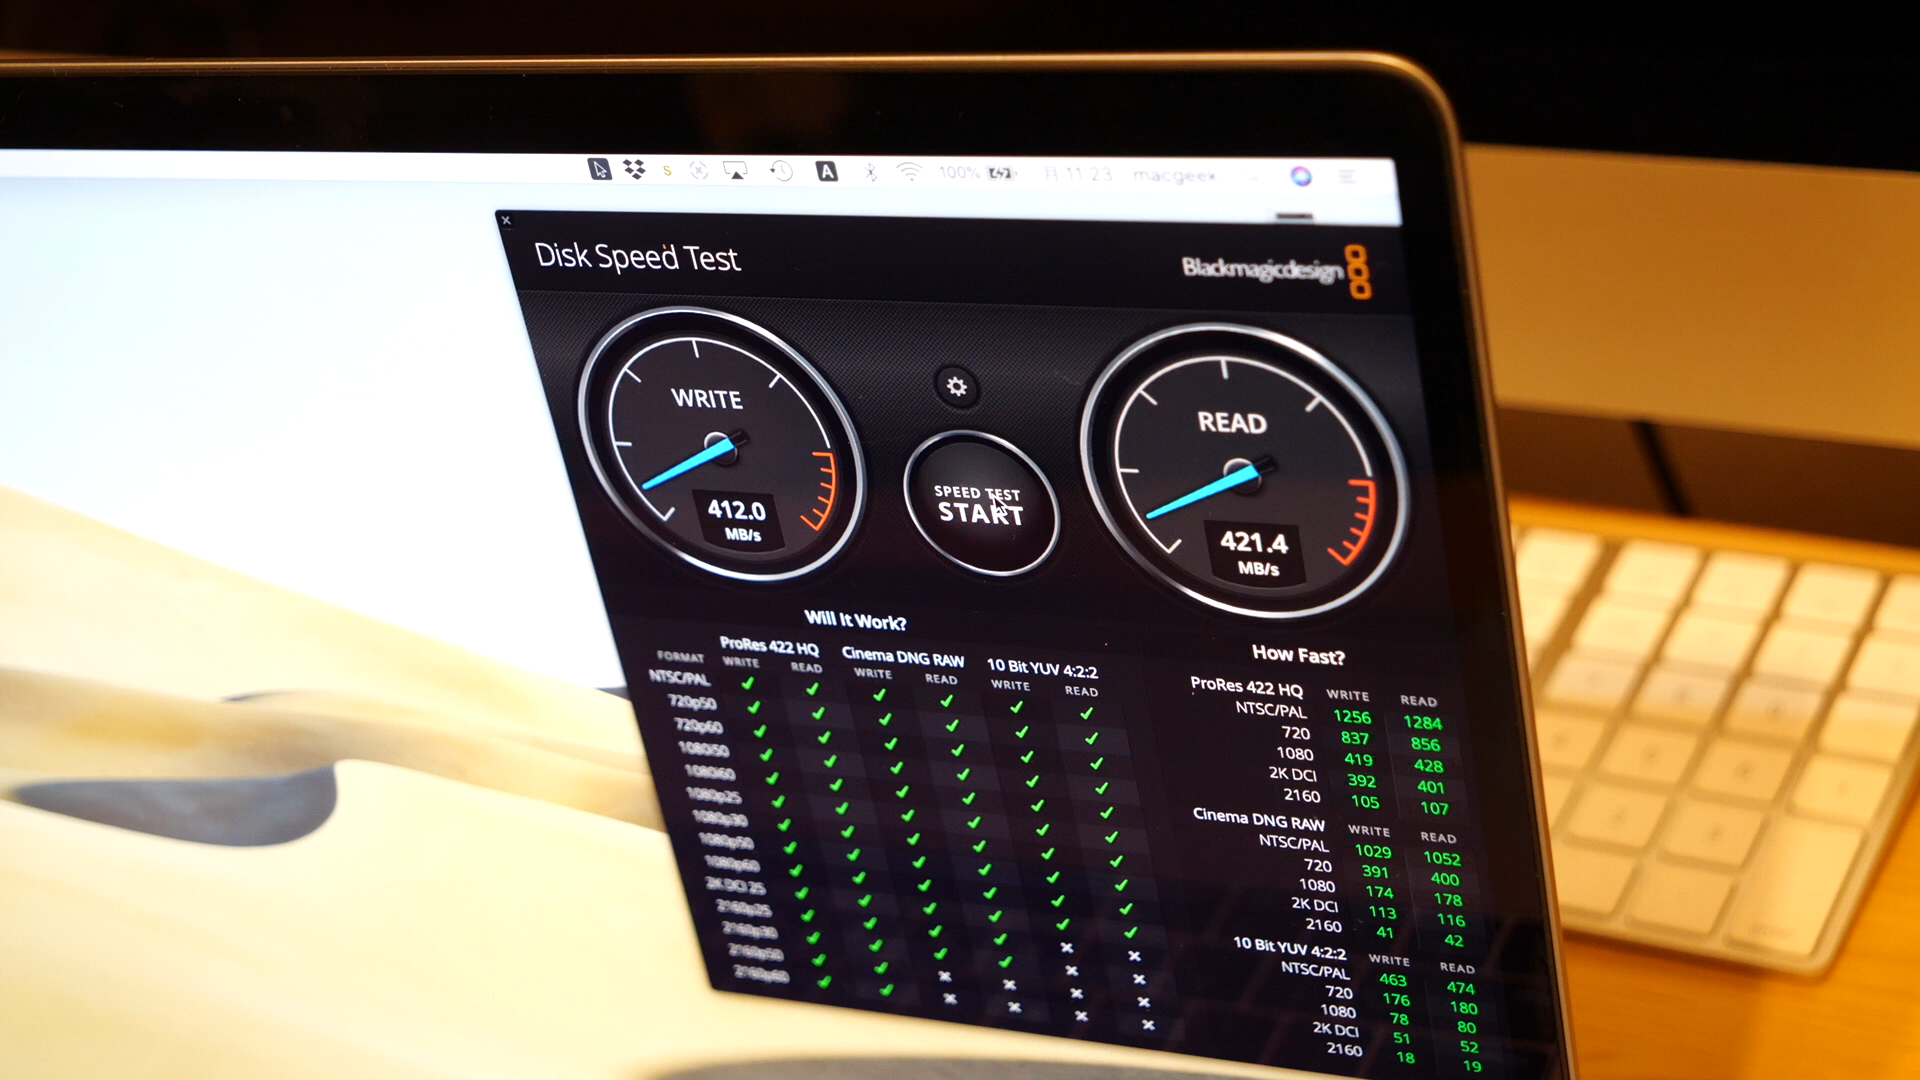 S A 100% 月 11 23 macgeek
Disk Speed Test
Blackmagicdesign
WRITE
412.0
MB/s
SPEED TEST
START
READ
421.4
MB/s
Will It Work?
ProRes 422 HQ Cinema DNG RAW 10 Bit YUV 4:2:2
FORMAT WRITE READ WRITE READ WRITE READ
NTSC/PAL
720p50
720p60
1080i50
1080i60
1080p25
1080p30
1080p50
1080p60
2K DCI 25
2160p25
2160p30
2160p50
2160p60
How Fast?
ProRes 422 HQ WRITE READ
NTSC/PAL 1256 1284
720 837 856
1080 419 428
2K DCI 392 401
2160 105 107
Cinema DNG RAW WRITE READ
NTSC/PAL 1029 1052
720 391 400
1080 174 178
2K DCI 113 116
2160 41 42
10 Bit YUV 4:2:2 WRITE READ
NTSC/PAL 463 474
720 176 180
1080 78 80
2K DCI 51 52
2160 18 19